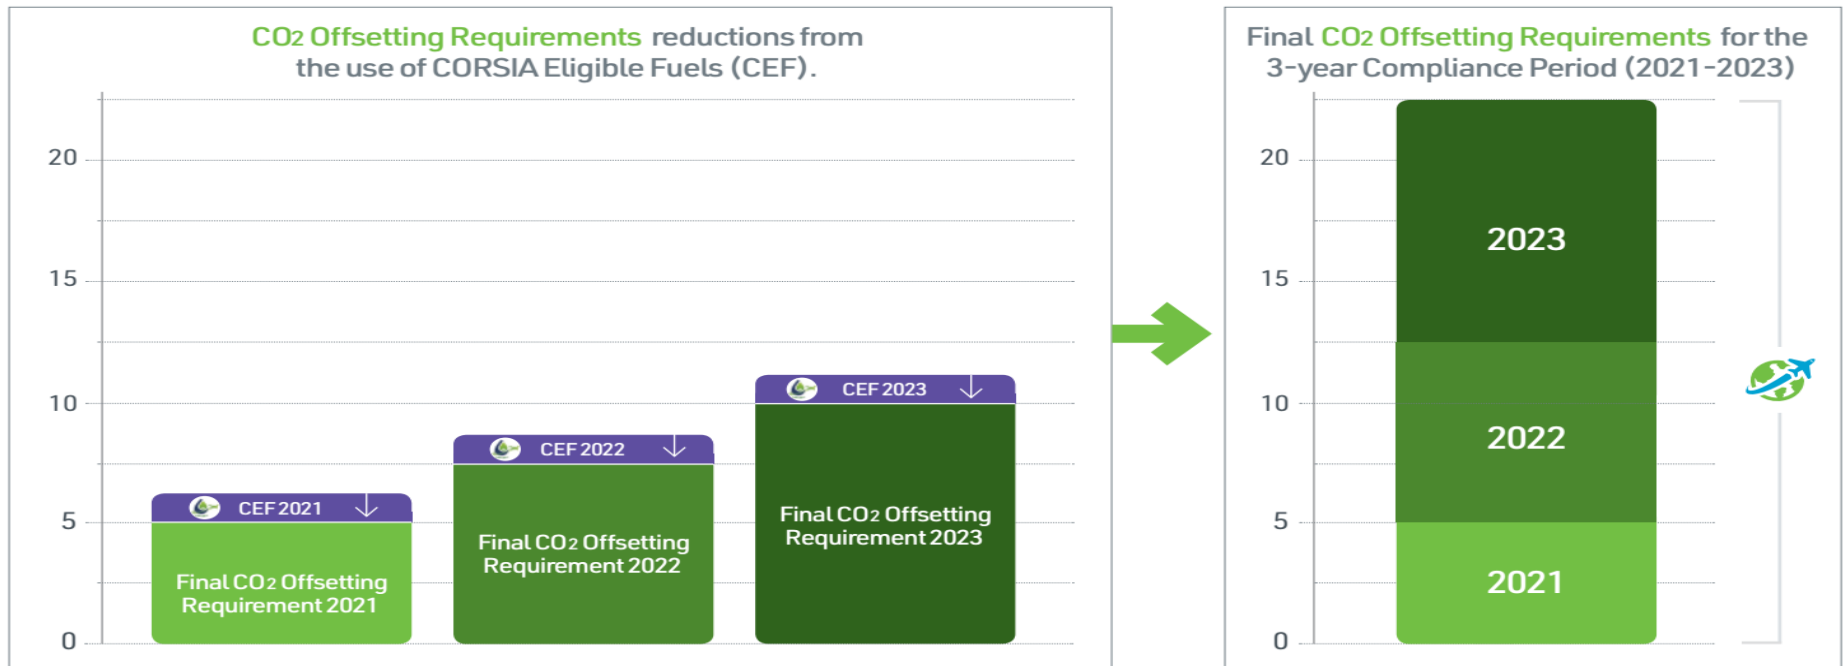 CO2 Offsetting Requirements reductions from
the use of CORSIA Eligible Fuels (CEF).
20
15
10
5
0
CEF 2021
Final CO2 Offsetting
Requirement 2021
CEF 2022
Final CO2 Offsetting
Requirement 2022
CEF 2023
Final CO2 Offsetting
Requirement 2023
Final CO2 Offsetting Requirements for the
3-year Compliance Period (2021-2023)
20
15
10
5
0
2023
2022
2021